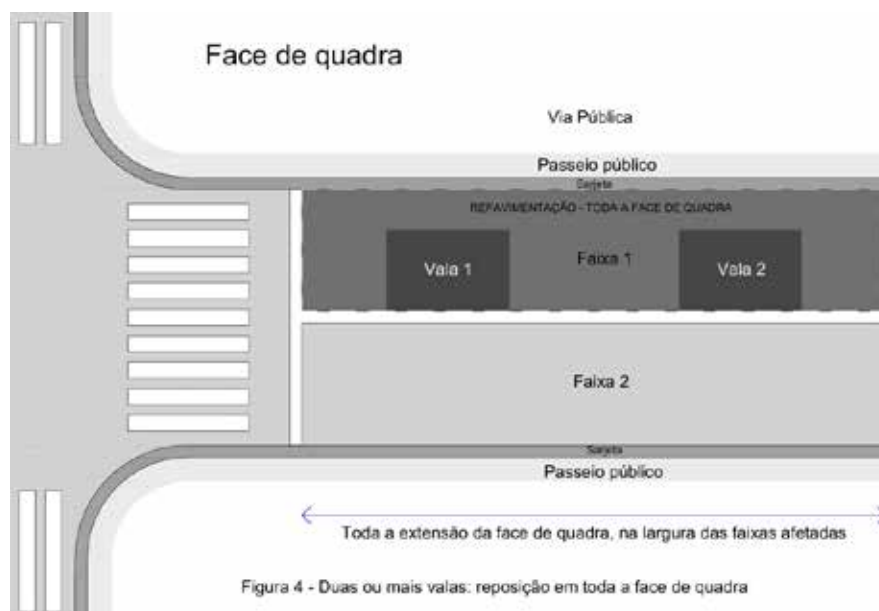 Face de quadra
Via Pública
Passeio público
Sarjeta
REPAVIMENTAÇÃO - TODA A FACE DE QUADRA
Vala 1
Faixa 1
Vala 2
Faixa 2
Sarjeta
Passeio público
Toda a extensão da face de quadra, na largura das faixas afetadas
Figura 4 - Duas ou mais valas: reposição em toda a face de quadra